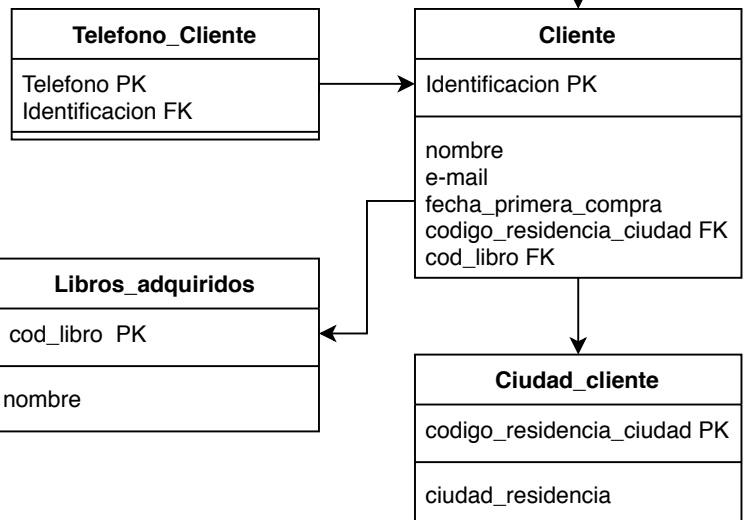 Telefono_Cliente
Telefono PK
Identificacion FK
Cliente
Identificacion PK
nombre
e-mail
fecha_primera_compra
codigo_residencia_ciudad FK
cod_libro FK
Libros_adquiridos
cod_libro PK
nombre
Ciudad_cliente
codigo_residencia_ciudad PK
ciudad_residencia